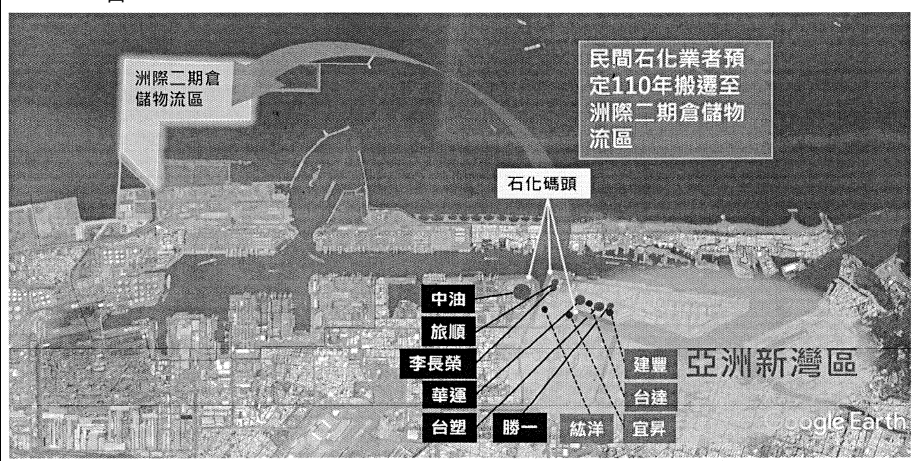 洲際二期倉
儲物流區
民間石化業者預
定110年搬遷至
洲際二期倉儲物
流區
石化碼頭
中油
旅順
李長榮
華運
台塑
勝一
紘洋
建豐
台達
宜昇
亞洲新灣區
Google Earth